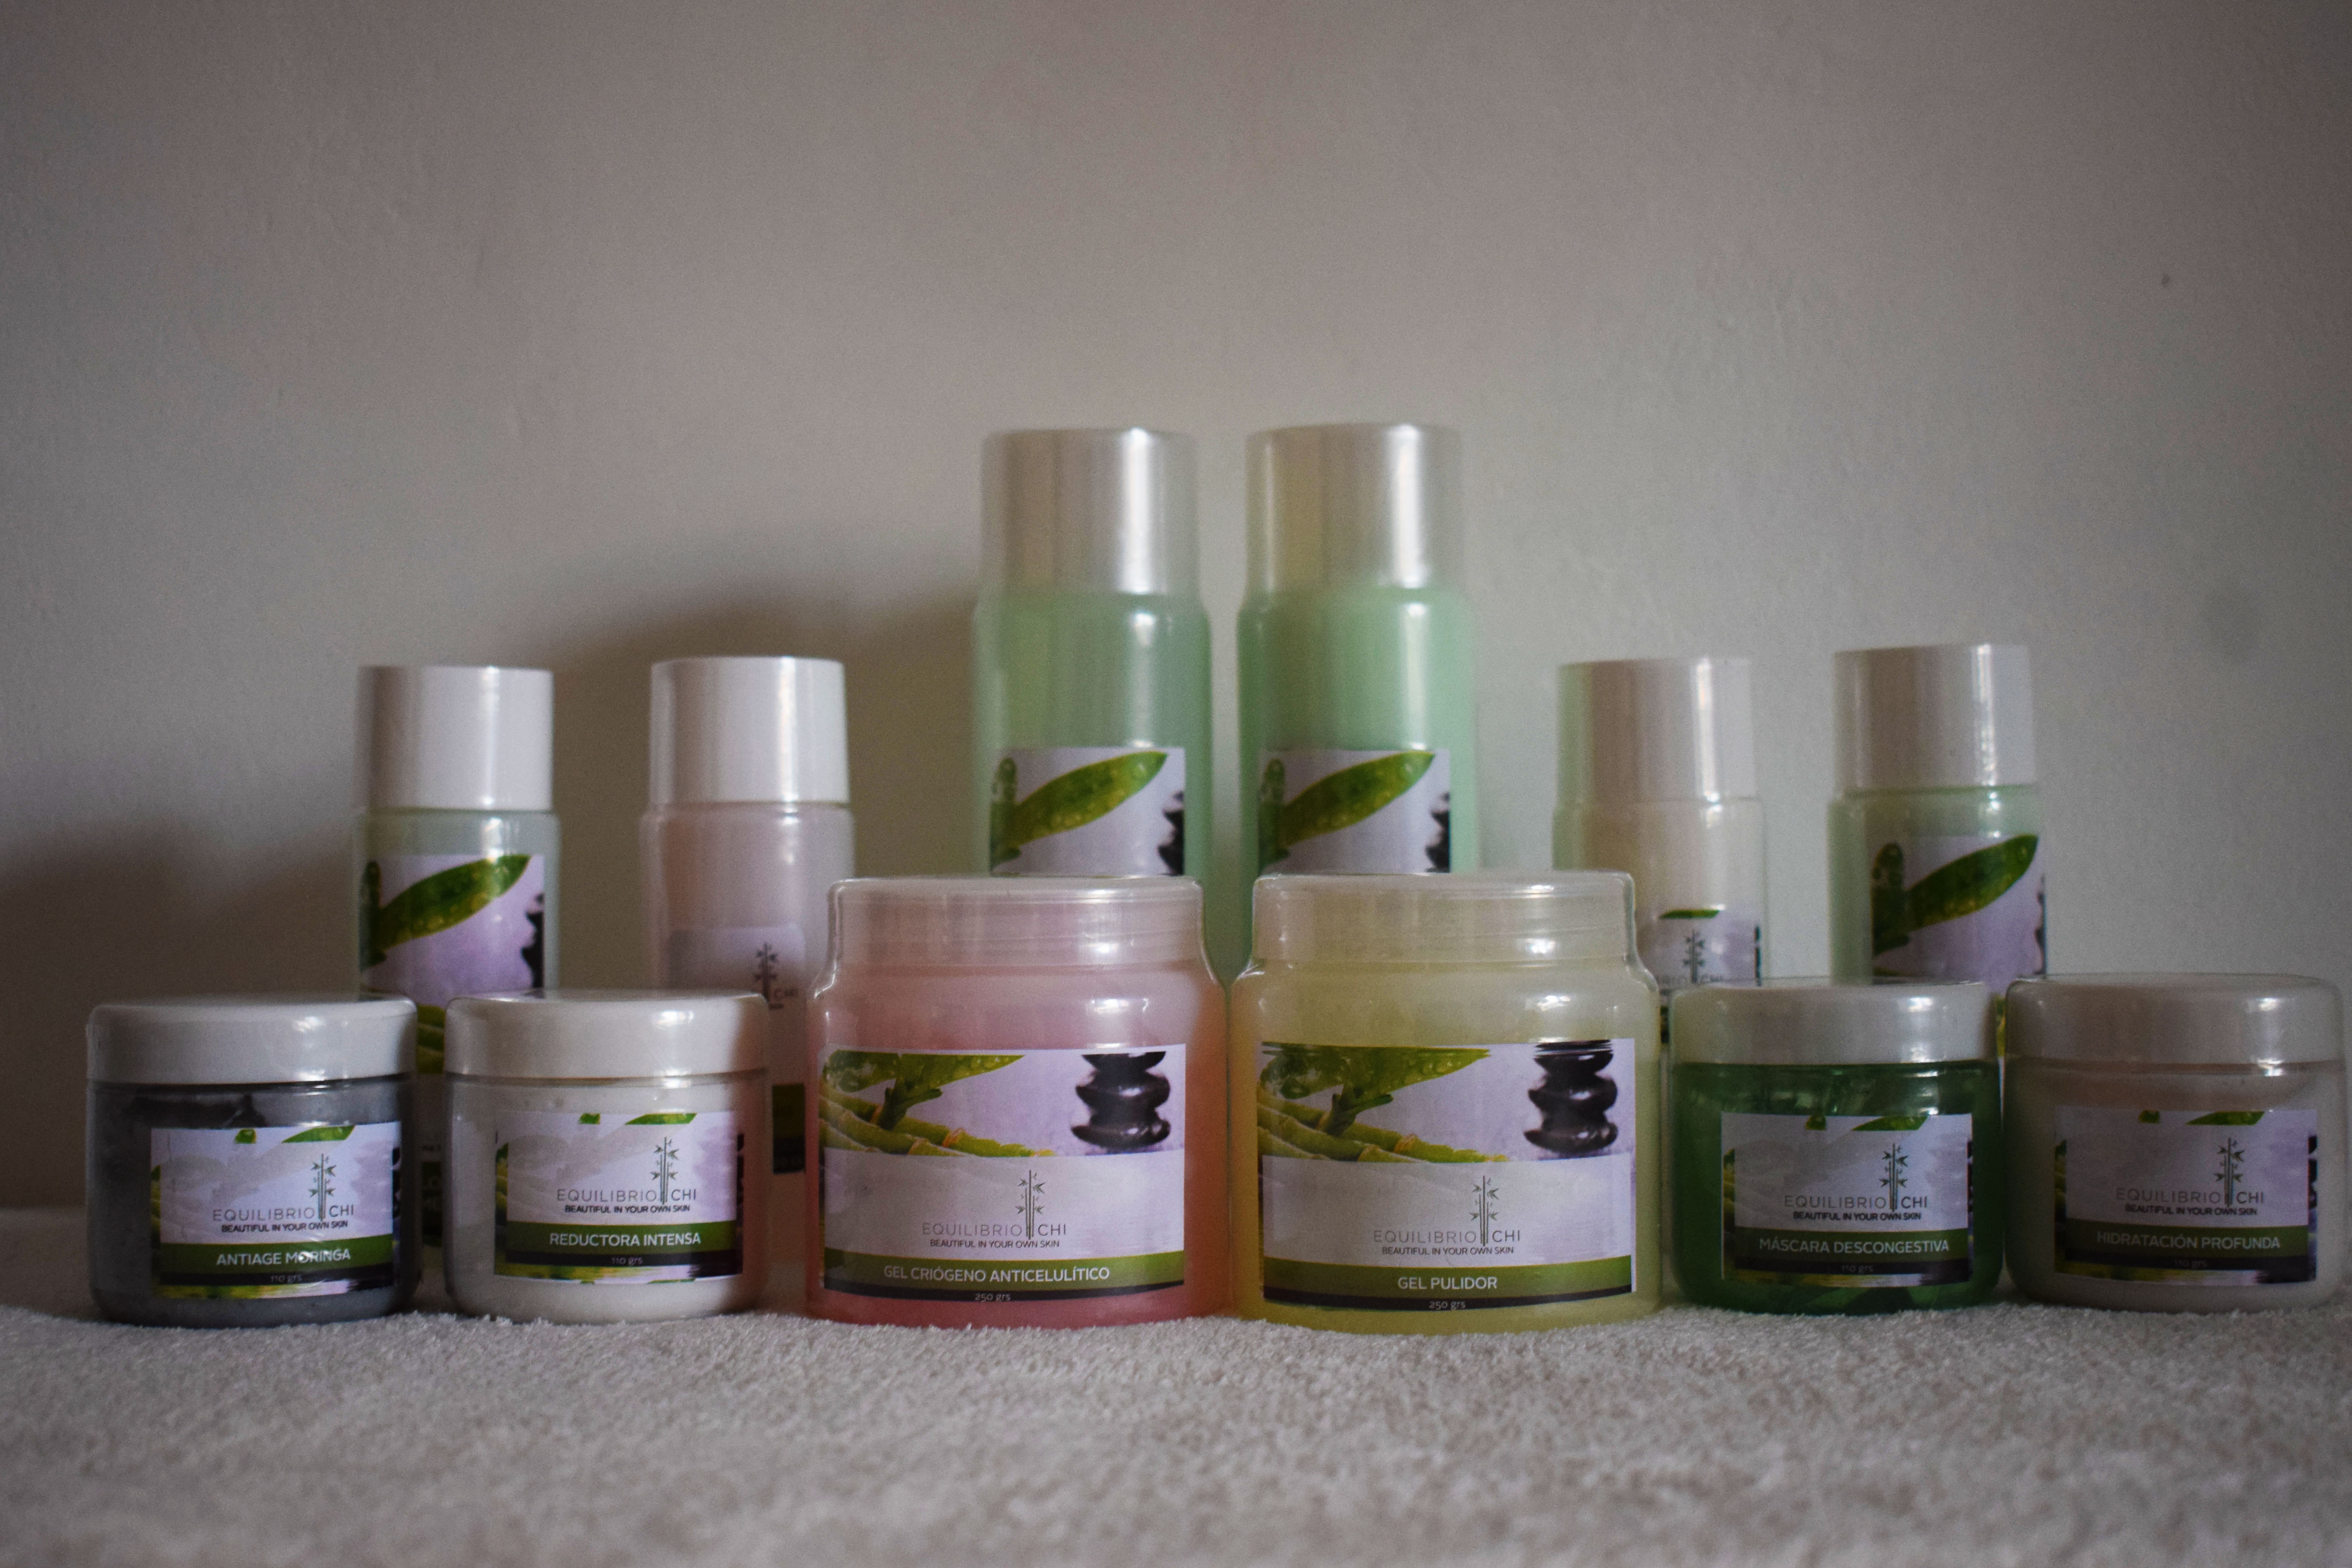 EQUILIBRIO CHI
BEAUTIFUL IN YOUR OWN SKIN
ANTIAGE MORINGA
110 grs
EQUILIBRIO CHI
BEAUTIFUL IN YOUR OWN SKIN
REDUCTORA INTENSA
110 grs
CHI
EQUILIBRIO CHI
BEAUTIFUL IN YOUR OWN SKIN
GEL CRIÓGENO ANTICELULÍTICO
250 grs
EQUILIBRIO CHI
BEAUTIFUL IN YOUR OWN SKIN
GEL PULIDOR
250 grs
EQUILIBRIO CHI
BEAUTIFUL IN YOUR OWN SKIN
MÁSCARA DESCONGESTIVA
110 grs
EQUILIBRIO CHI
BEAUTIFUL IN YOUR OWN SKIN
HIDRATACIÓN PROFUNDA
110 grs